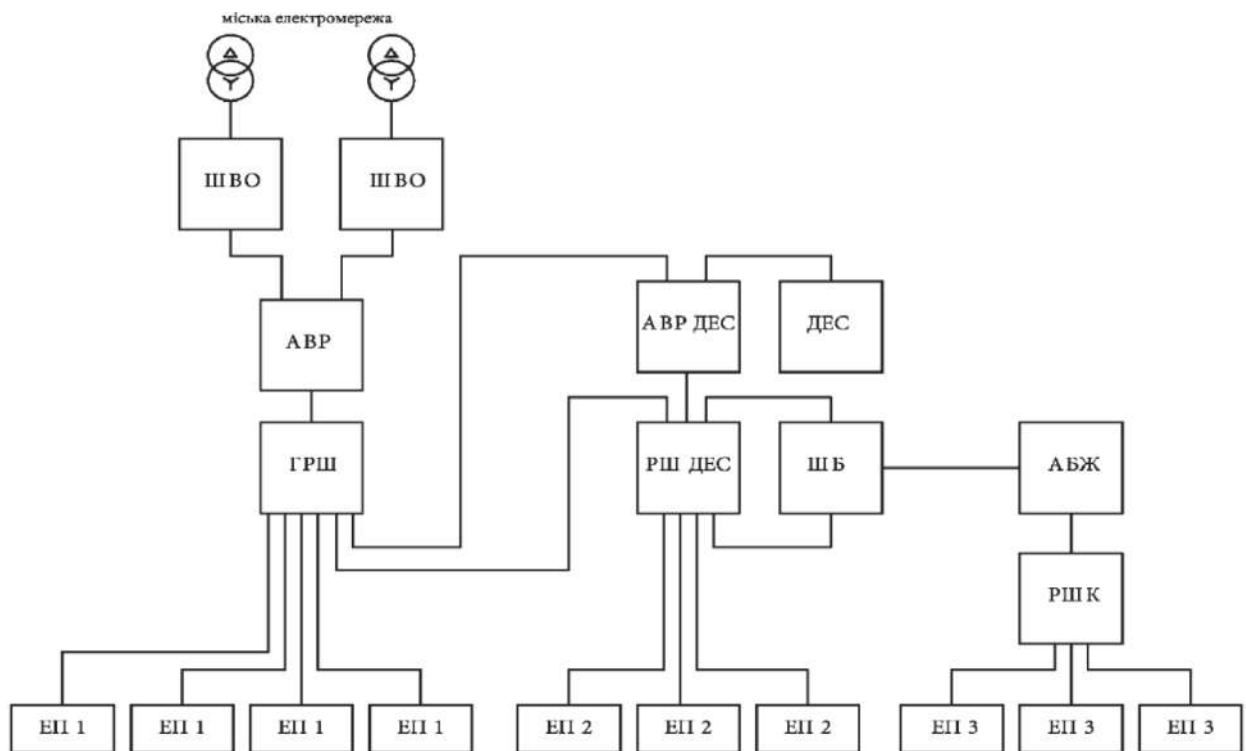 міська електромережа
ШВО
ШВО
АВР
АВР ДЕС
ДЕС
ГРШ
РШ ДЕС
ШБ
АБЖ
РШК
ЕП 1
ЕП 1
ЕП 1
ЕП 1
ЕП 2
ЕП 2
ЕП 2
ЕП 3
ЕП 3
ЕП 3